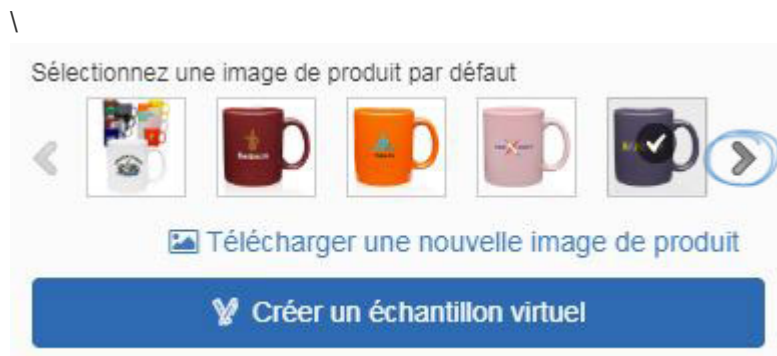 \
Sélectionnez une image de produit par défaut
Télécharger une nouvelle image de produit
Créer un échantillon virtuel